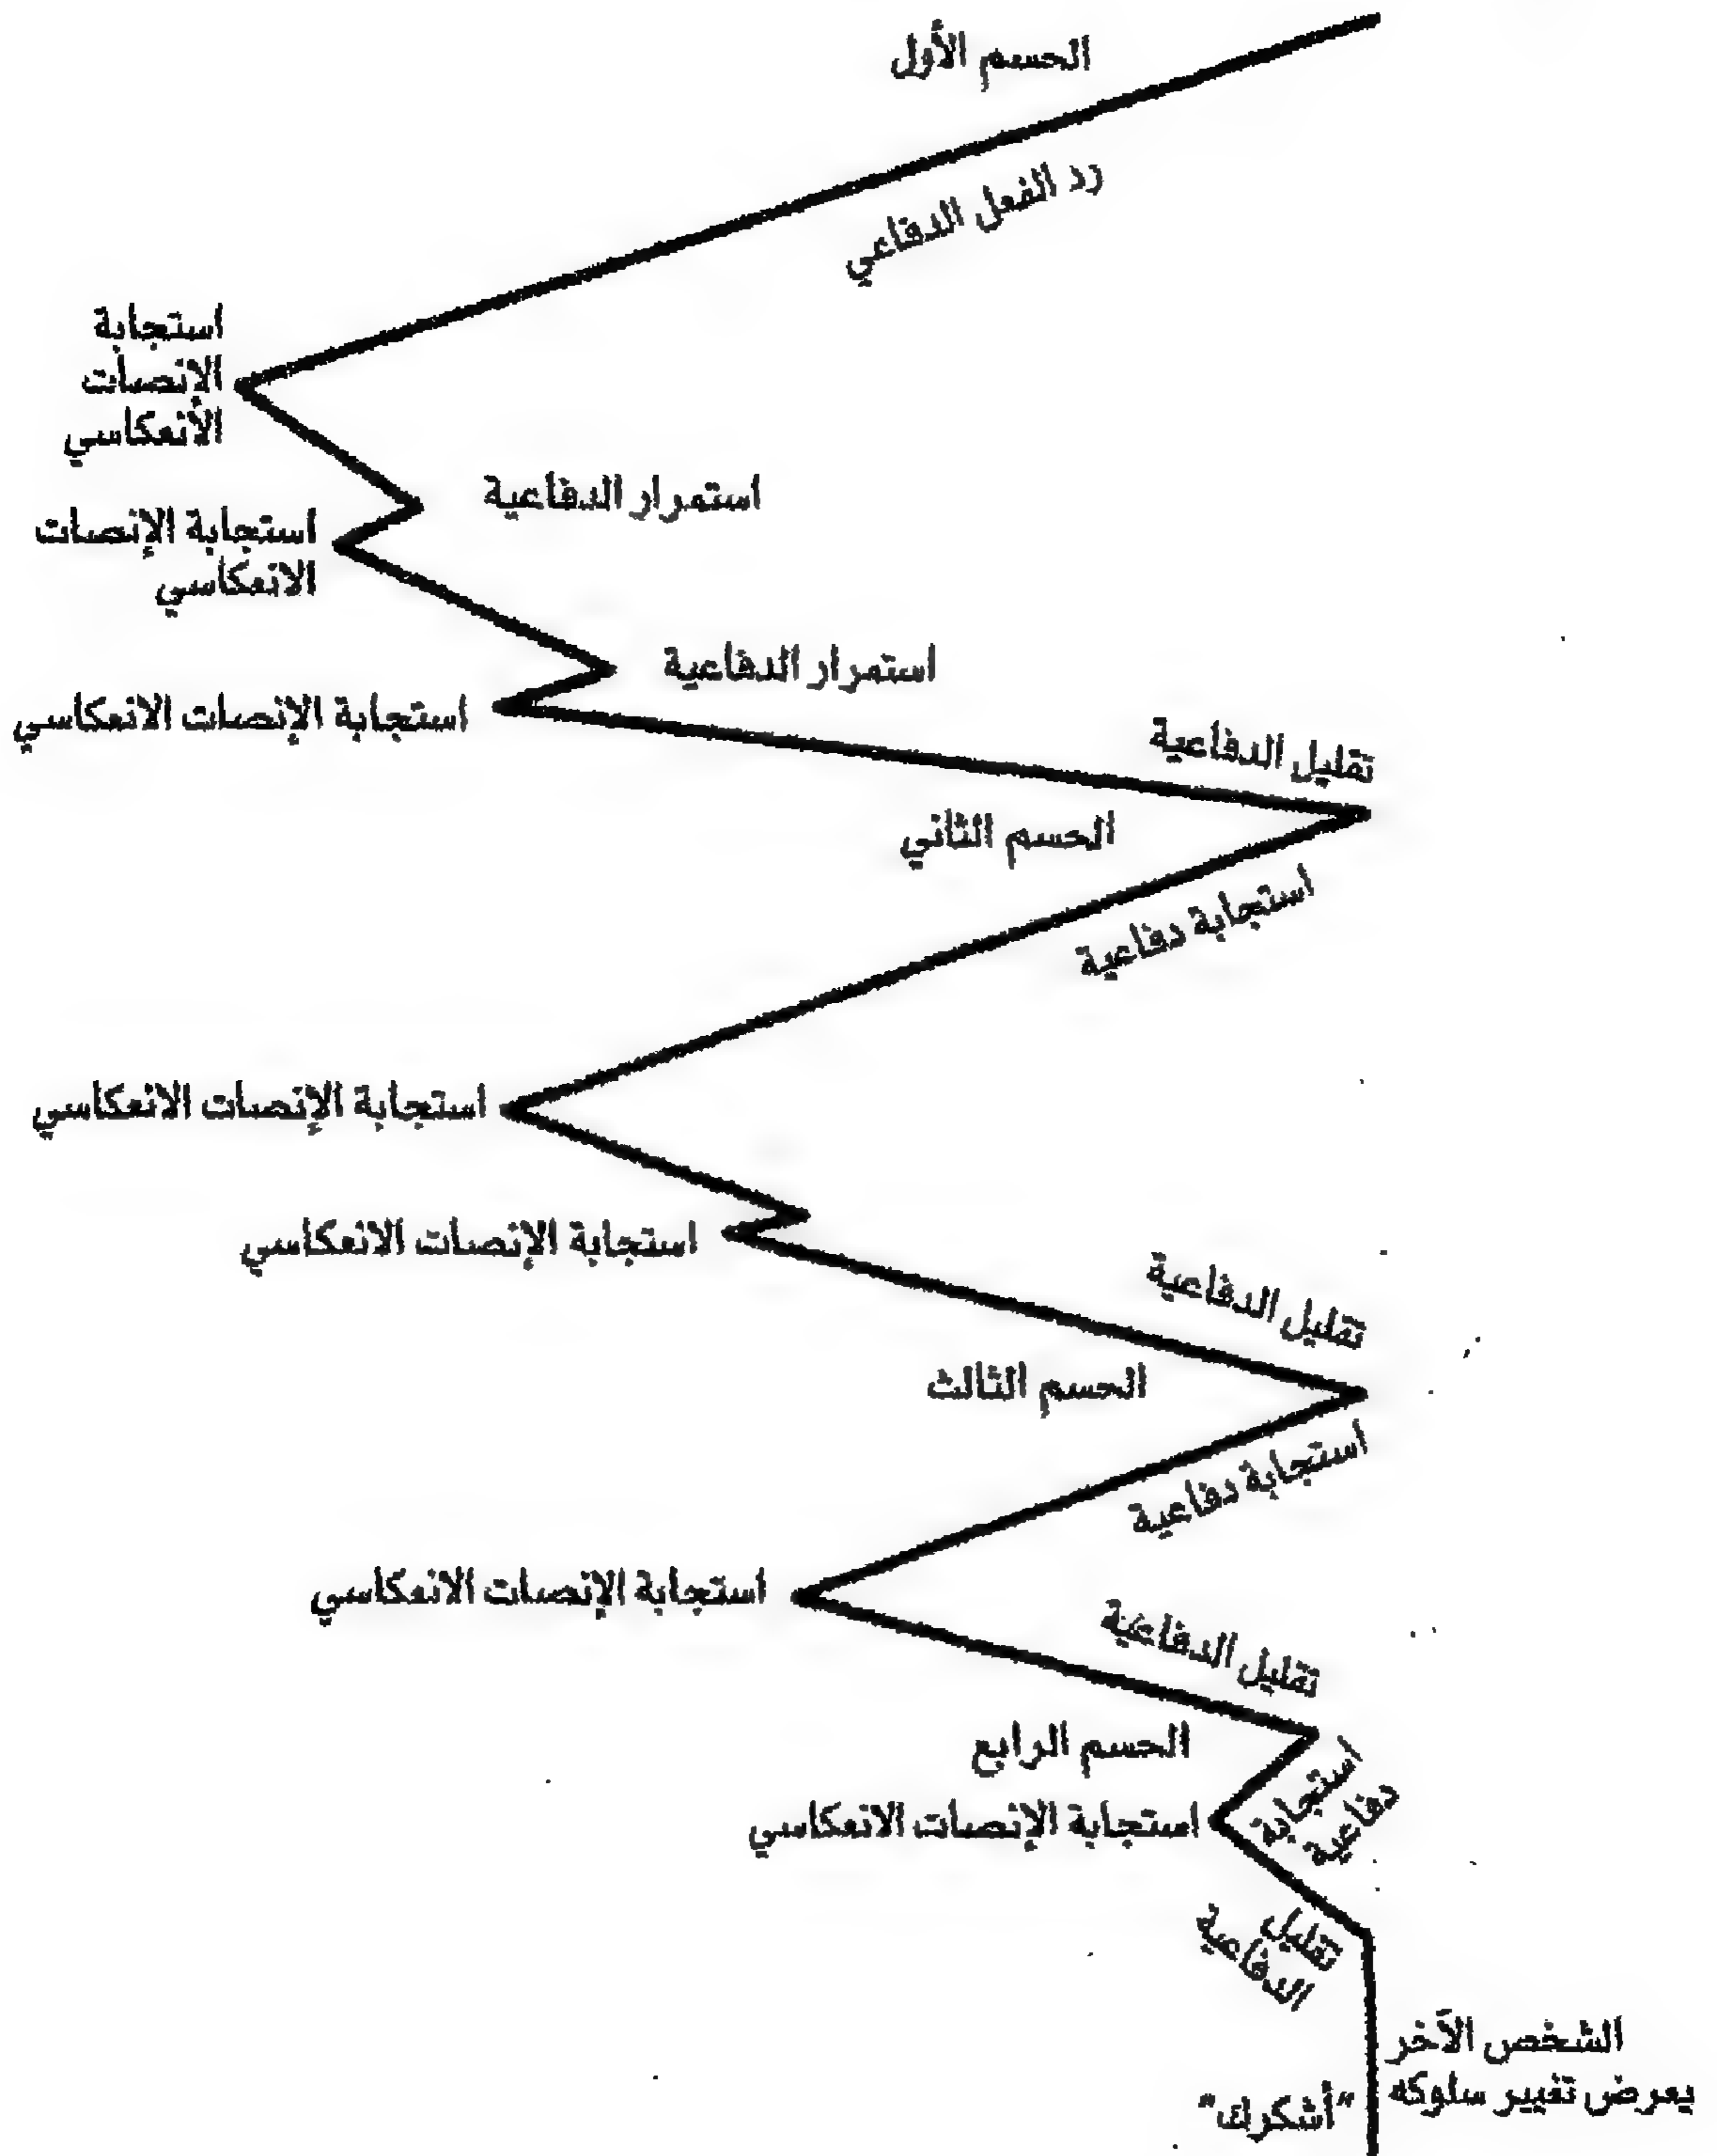 الحسم الأول
رد الفعل الدفاعي
استجابة
الإنصات
الأنعكاسي
استمرار الدفاعية
استجابة الإنصات
الانعكاسي
استمرار الدفاعية
استجابة الإنصات الانعكاسي
تقليل الدفاعية
الحسم الثاني
استجابة دفاعية
استجابة الإنصات الانعكاسي
استجابة الإنصات الانعكاسي
تقليل الدفاعية
الحسم الثالث
استجابة دفاعية
استجابة الإنصات الانعكاسي
تقليل الدفاعية
الحسم الرابع
استجابة
دفاعية
استجابة الإنصات الانعكاسي
تقليل
الدفاعية
الشخص الآخر
يعرض تغيير سلوكه
"أشكرك"